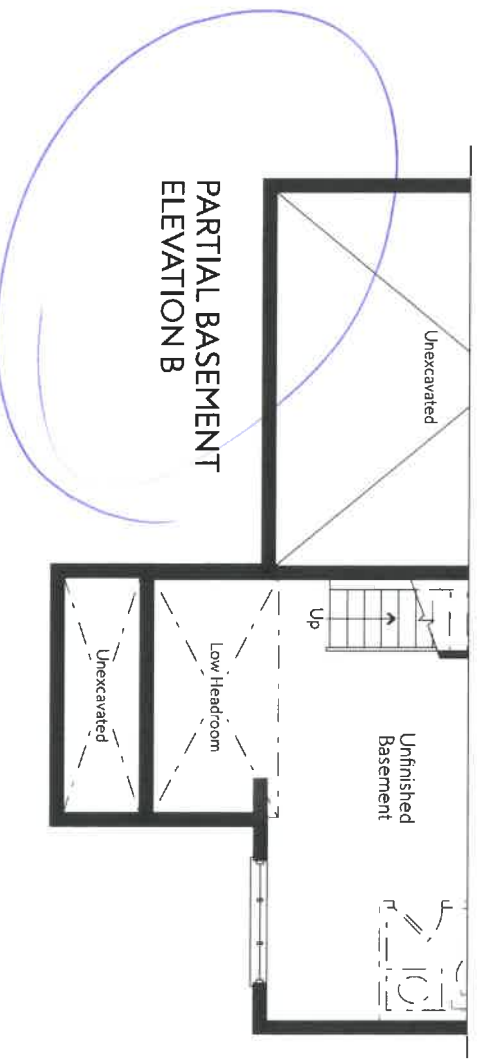 PARTIAL BASEMENT
ELEVATION B
Unexcavated
Up
Unfinished
Basement
Low Headroom
Unexcavated